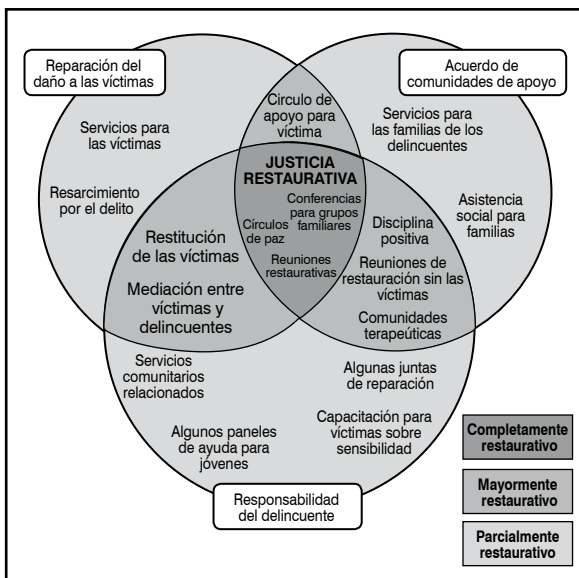 Reparación del
daño a las víctimas
Acuerdo de
comunidades de apoyo
Circulo de
apoyo para
víctima
Servicios para
las víctimas
Servicios para
las familias de los
delincuentes
Resarcimiento
por el delito
JUSTICIA
RESTAURATIVA
Conferencias
para grupos
familiares
Círculos
de paz
Reuniones
restaurativas
Asistencia
social para
familias
Restitución
de las víctimas
Mediación entre
víctimas y
delincuentes
Disciplina
positiva
Reuniones de
restauración sin las
víctimas
Comunidades
terapeúticas
Servicios
comunitarios
relacionados
Algunas juntas
de reparación
Algunos paneles
de ayuda para
jóvenes
Capacitación para
víctimas sobre
sensibilidad
Responsabilidad
del delincuente
Completamente
restaurativo
Mayormente
restaurativo
Parcialmente
restaurativo